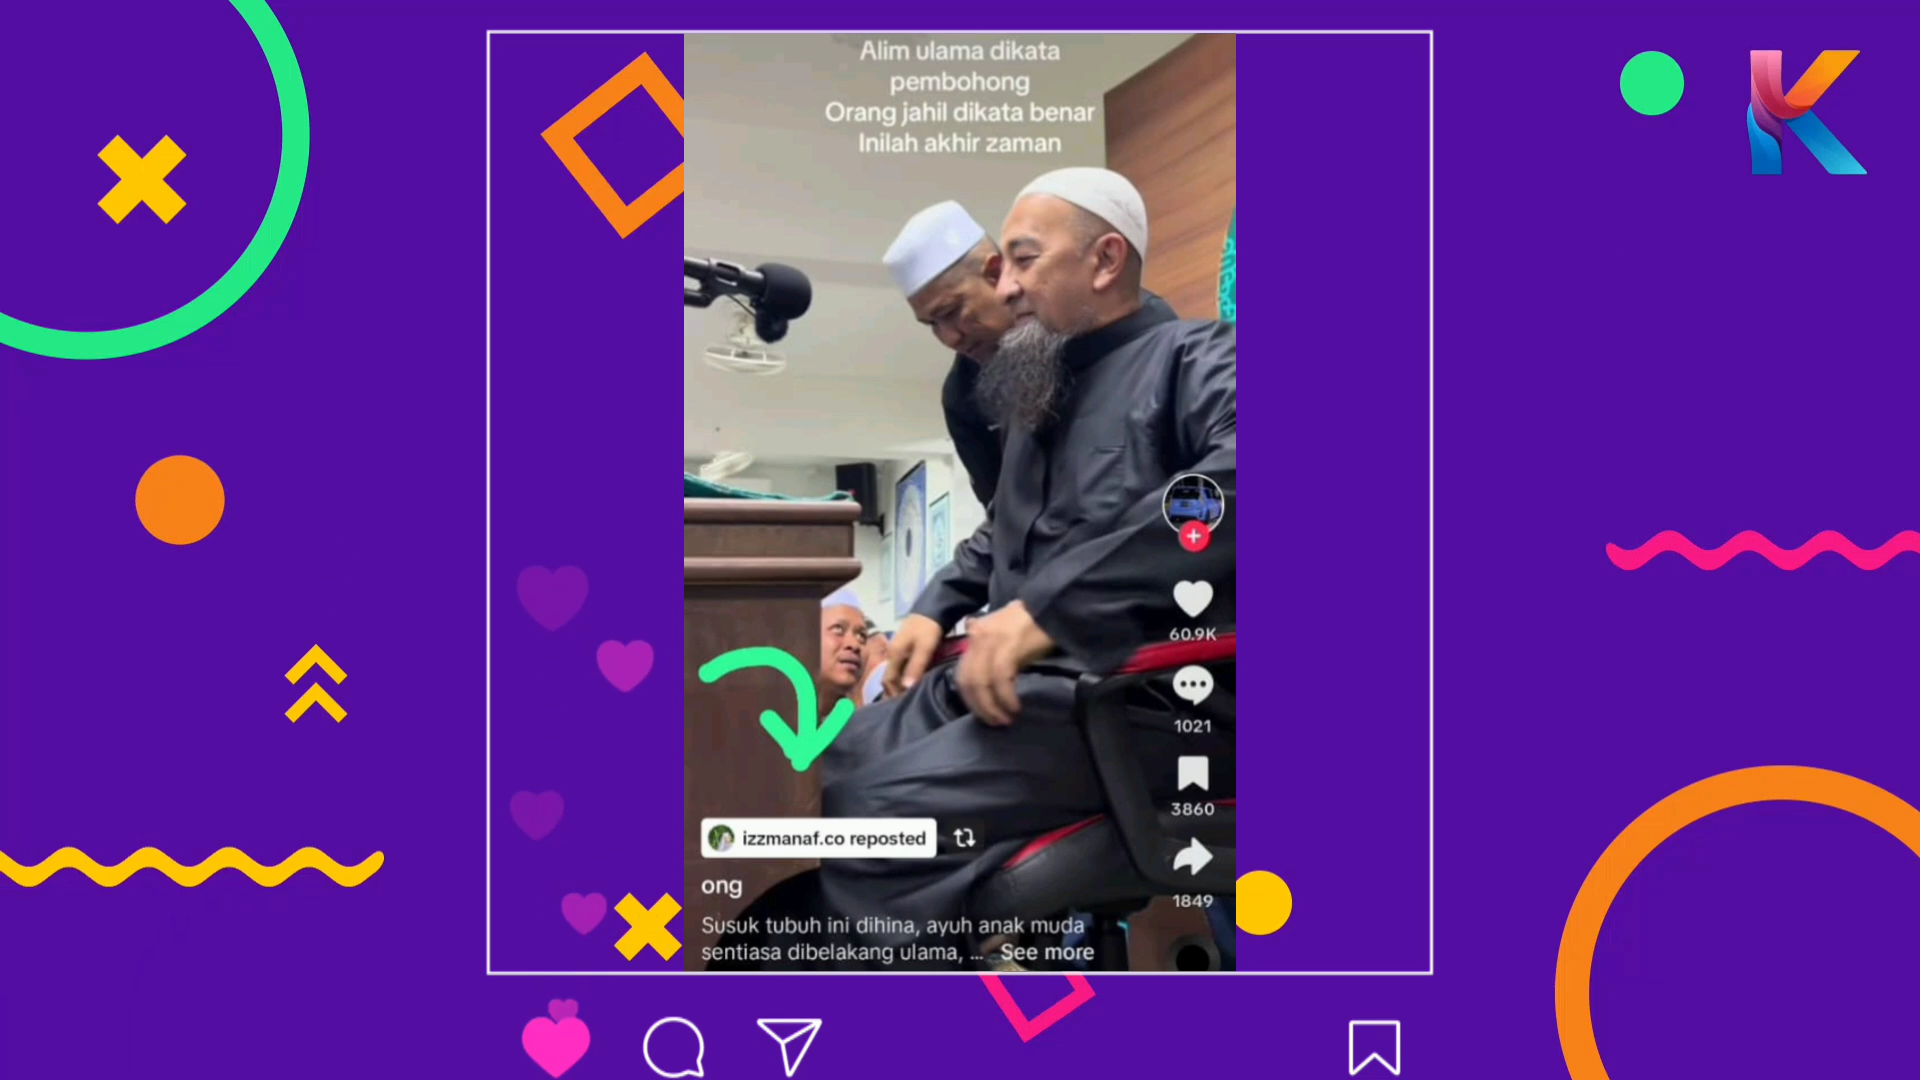 Alim ulama dikata
pembohong
Orang jahil dikata benar
Inilah akhir zaman
60.9K
1021
3860
1849
izzmanaf.co reposted
ong
Susuk tubuh ini dihina, ayuh anak muda
sentiasa dibelakang ulama, ... See more
K